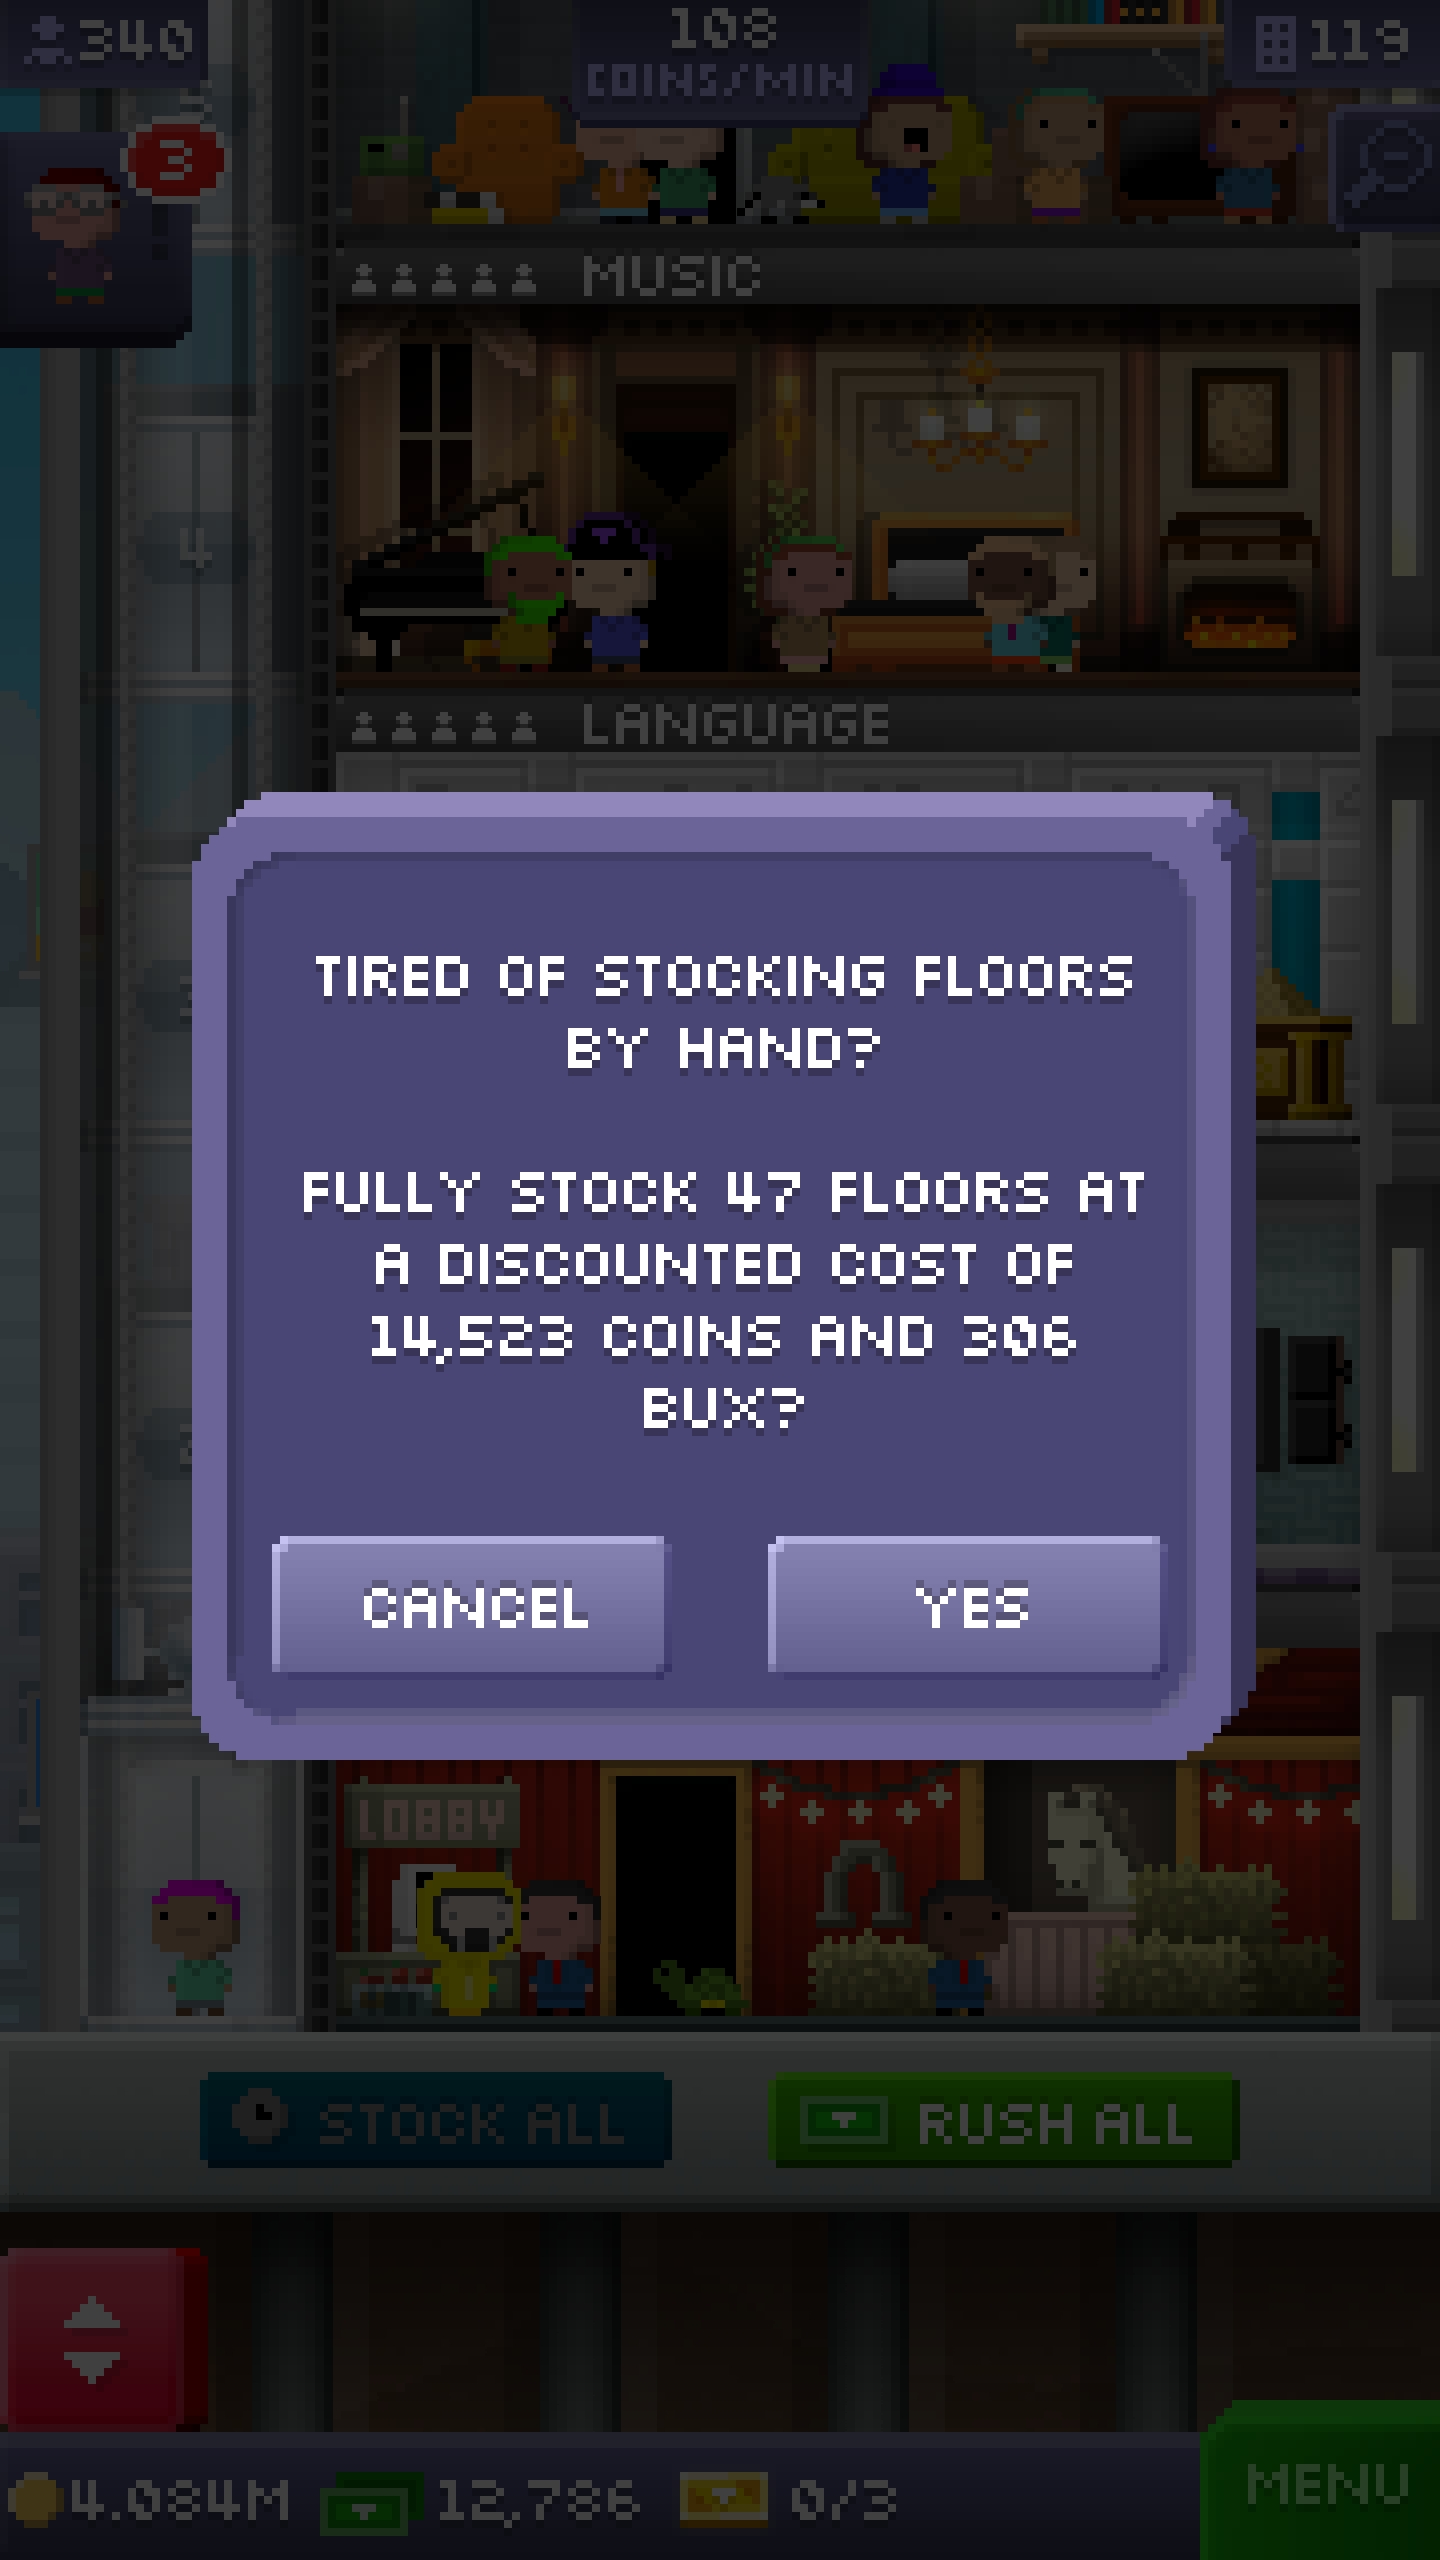 340
108
COINS/MIN
119
3
MUSIC
4
LANGUAGE
TIRED OF STOCKING FLOORS
BY HAND?
FULLY STOCK 47 FLOORS AT
A DISCOUNTED COST OF
14,523 COINS AND 306
BUX?
CANCEL
YES
LOBBY
STOCK ALL
RUSH ALL
4.084M
12,786
0/3
MENU